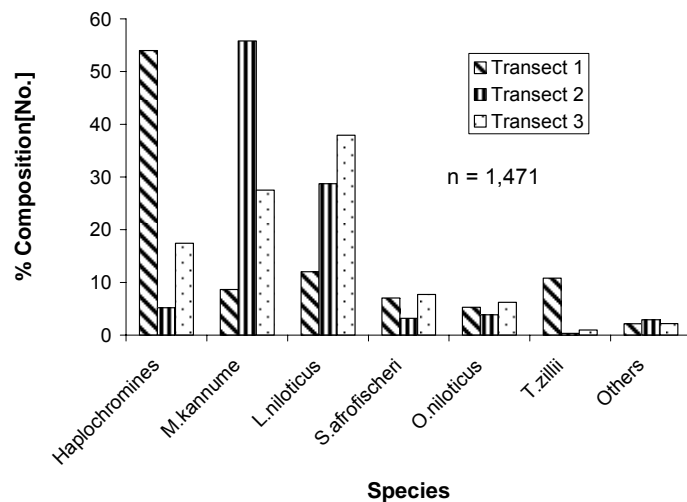 60
50
40
30
20
10
0
% Composition[No.]
Transect 1
Transect 2
Transect 3
n = 1,471
Haplochromines
M.kannume
L.niloticus
S.afrofischeri
O.niloticus
T.zillii
Others
Species